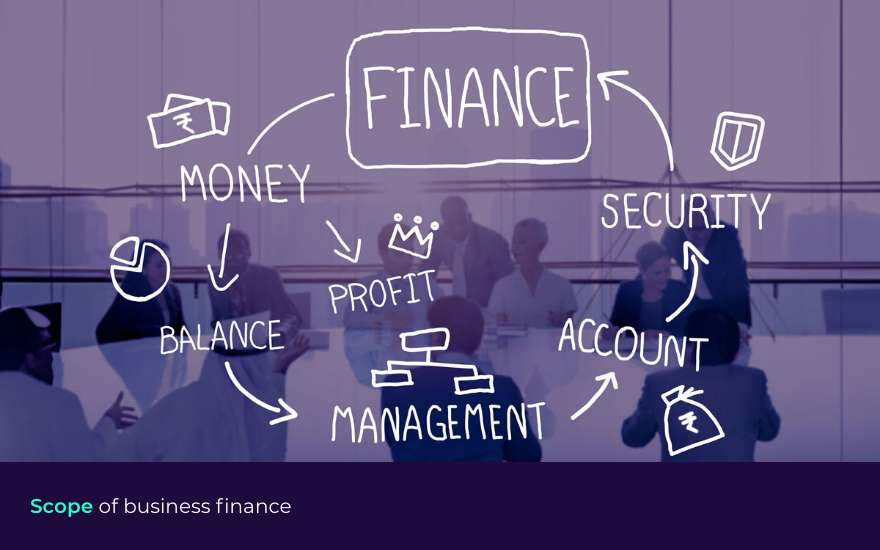 FINANCE
₹
MONEY
SECURITY
PROFIT
BALANCE
ACCOUNT
MANAGEMENT
₹
Scope of business finance